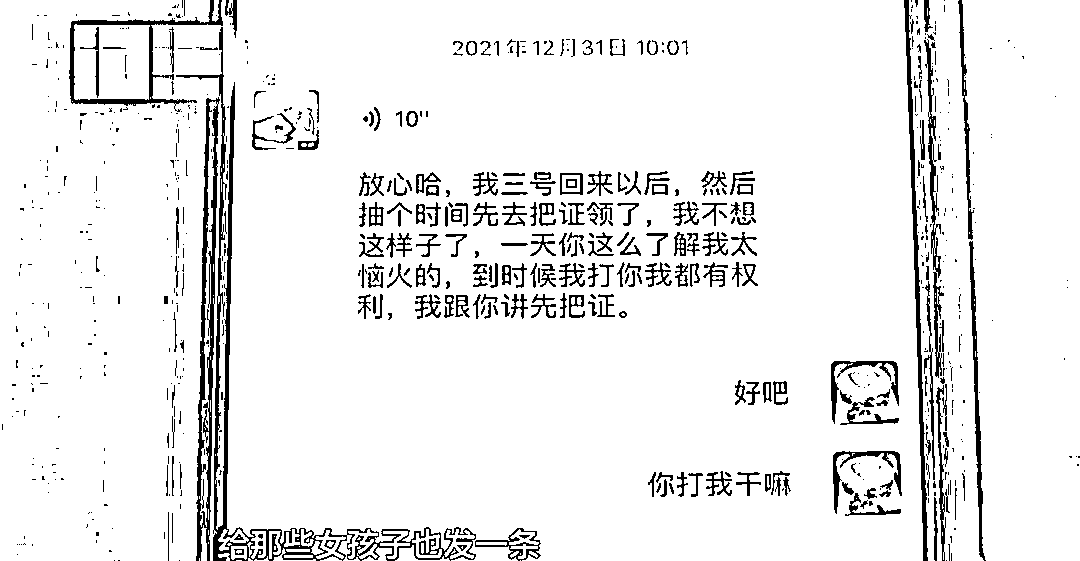 2021年12月31日 10:01
10''
放心哈，我三号回来以后，然后
抽个时间先去把证领了，我不想
这样子了，一天你这么了解我太
恼火的，到时候我打你我都有权
利，我跟你讲先把证。
好吧
你打我干嘛
给那些女孩子也发一条